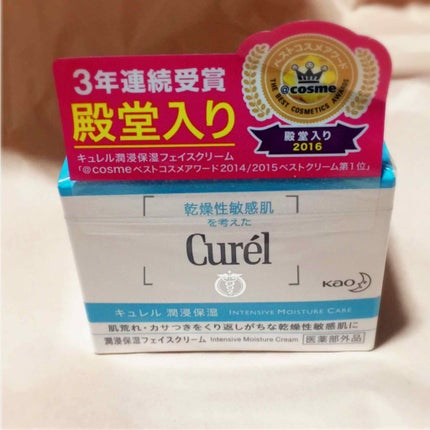 3年連続受賞
殿堂入り
キュレル潤浸保湿フェイスクリーム
「@cosmeベストコスメアワード2014/2015ベストクリーム第1位」
ベストコスメアワード
@cosme
THE BEST COSMETICS AWARDS
殿堂入り
2016
乾燥性敏感肌
を考えた
Curél
Kao
キュレル 潤浸保湿 INTENSIVE MOISTURE CARE
肌荒れ・カサつきをくり返しがちな乾燥性敏感肌に
潤浸保湿フェイスクリーム Intensive Moisture Cream 医薬部外品